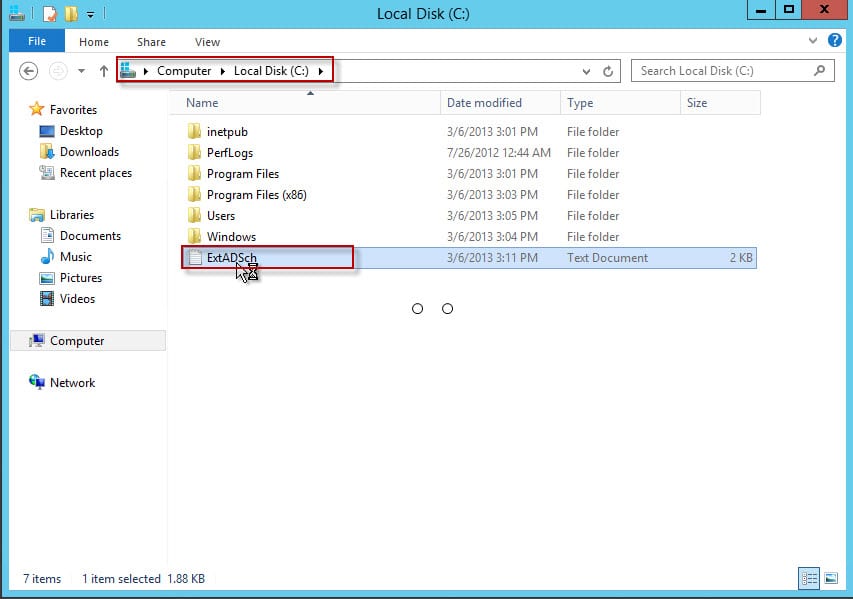 Local Disk (C:)
File Home Share View
Computer Local Disk (C:) Search Local Disk (C:)
Name Date modified Type Size
Favorites
Desktop
Downloads
Recent places
Libraries
Documents
Music
Pictures
Videos
Computer
Network
inetpub 3/6/2013 3:01 PM File folder
PerfLogs 7/26/2012 12:44 AM File folder
Program Files 3/6/2013 3:01 PM File folder
Program Files (x86) 3/6/2013 3:03 PM File folder
Users 3/6/2013 3:05 PM File folder
Windows 3/6/2013 3:04 PM File folder
ExtADSch 3/6/2013 3:11 PM Text Document 2 KB
7 items 1 item selected 1.88 KB